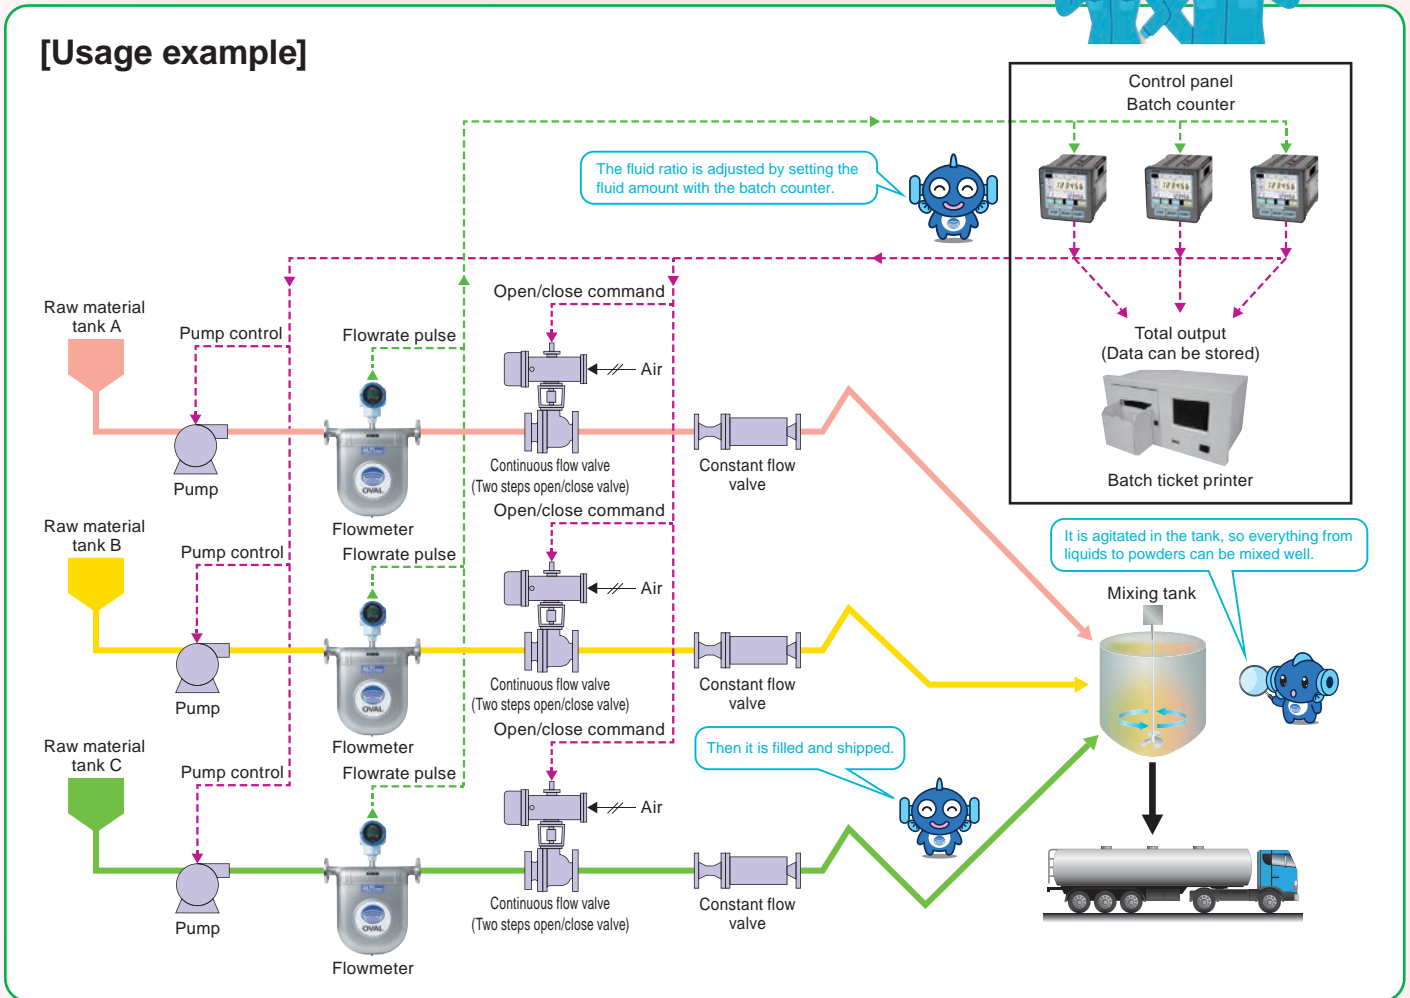 [Usage example]
Control panel
Batch counter
The fluid ratio is adjusted by setting the
fluid amount with the batch counter.
123456
123456
123456
Total output
(Data can be stored)
Batch ticket printer
Raw material
tank A
Pump control
Flowrate pulse
Open/close command
Air
Pump
OVAL
Flowmeter
Continuous flow valve
(Two steps open/close valve)
Constant flow
valve
Raw material
tank B
Pump control
Flowrate pulse
Open/close command
Air
Pump
OVAL
Flowmeter
Continuous flow valve
(Two steps open/close valve)
Constant flow
valve
It is agitated in the tank, so everything from
liquids to powders can be mixed well.
Mixing tank
Raw material
tank C
Pump control
Flowrate pulse
Open/close command
Air
Pump
OVAL
Flowmeter
Continuous flow valve
(Two steps open/close valve)
Constant flow
valve
Then it is filled and shipped.